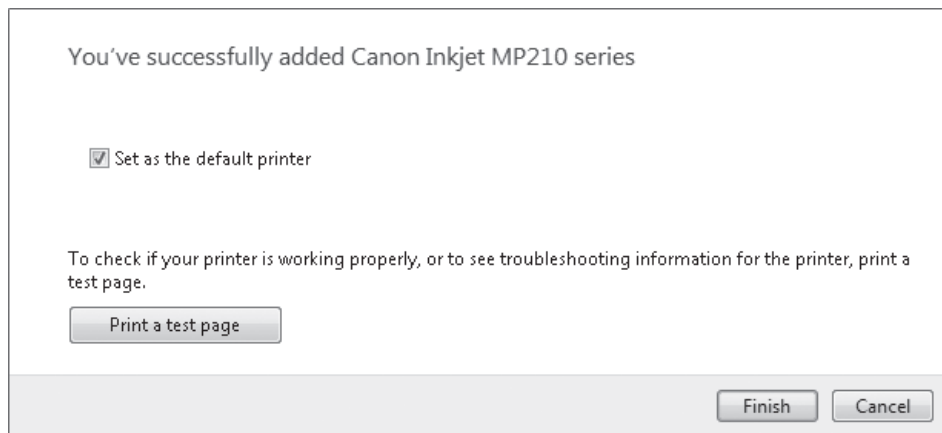 You've successfully added Canon Inkjet MP210 series
Set as the default printer
To check if your printer is working properly, or to see troubleshooting information for the printer, print a
test page.
Print a test page
Finish
Cancel